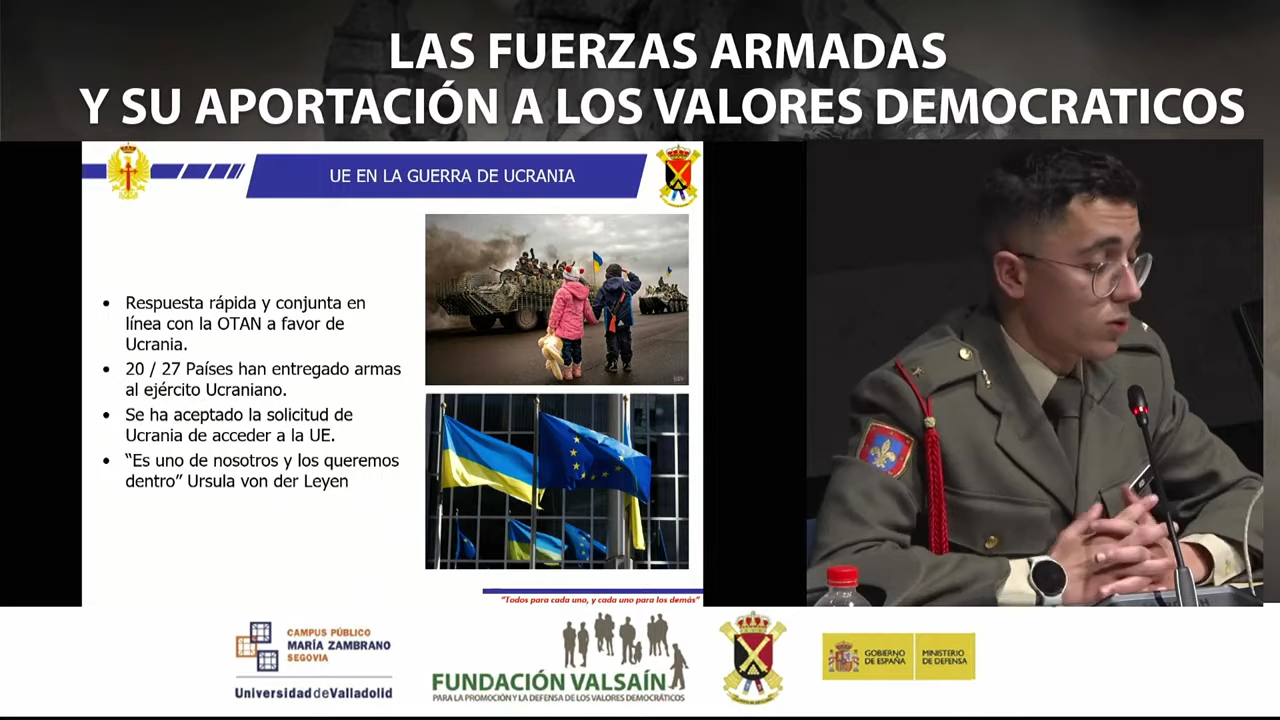 LAS FUERZAS ARMADAS
Y SU APORTACIÓN A LOS VALORES DEMOCRATICOS
UE EN LA GUERRA DE UCRANIA
• Respuesta rápida y conjunta en
línea con la OTAN a favor de
Ucrania.
• 20 / 27 Países han entregado armas
al ejército Ucraniano.
• Se ha aceptado la solicitud de
Ucrania de acceder a la UE.
• “Es uno de nosotros y los queremos
dentro” Ursula von der Leyen
“Todos para cada uno, y cada uno para los demás”
CAMPUS PÚBLICO
MARÍA ZAMBRANO
SEGOVIA
Universidad de Valladolid
FUNDACIÓN VALSAÍN
PARA LA PROMOCIÓN Y LA DEFENSA DE LOS VALORES DEMOCRÁTICOS
GOBIERNO
DE ESPAÑA
MINISTERIO
DE DEFENSA